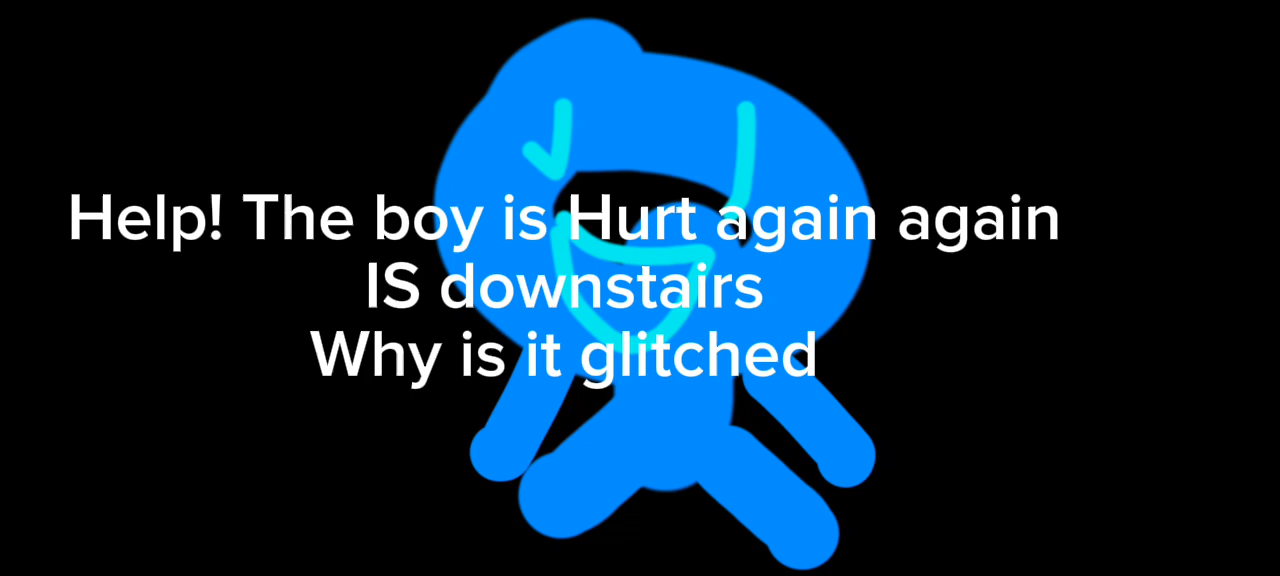 Help! The boy is Hurt again again
IS downstairs
Why is it glitched